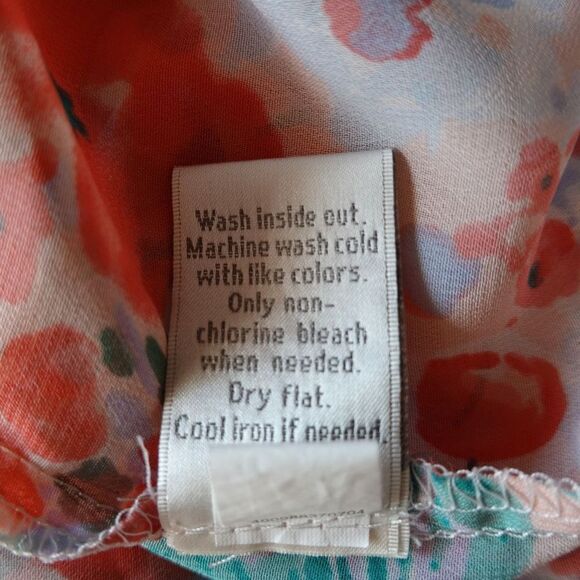 Wash inside out.
Machine wash cold
with like colors.
Only non-
chlorine bleach
when needed.
Dry flat.
Cool iron if needed.